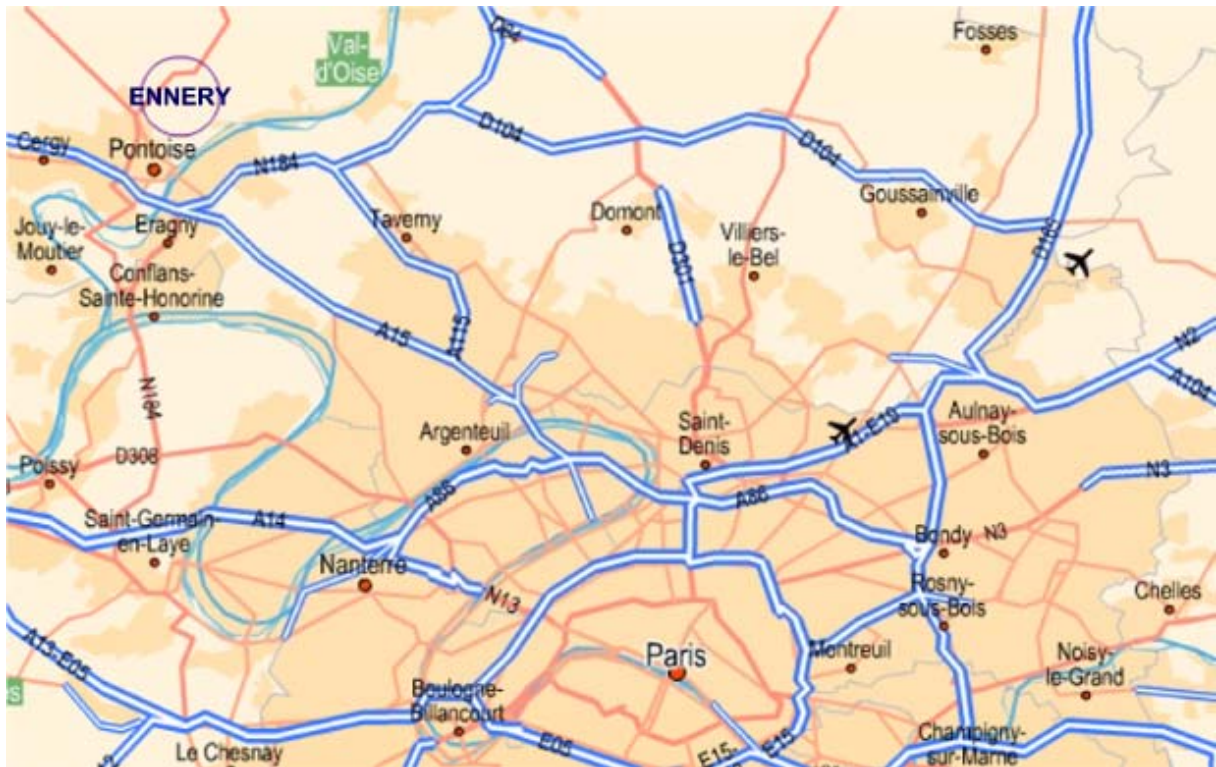 D84
Fosses
Val-
d'Oise
ENNERY
Cergy
Pontoise
N184
D104
D104
Goussainville
Jouy-le-
Moutier
Eragny
Taverny
Domont
D301
Villiers-
le-Bel
Conflans-
Sainte-Honorine
A15
A115
N2
A104
N184
Argenteuil
Saint-
Denis
A1-E19
Aulnay-
sous-Bois
D308
Poissy
A86
A86
N3
Saint-Germain-
en-Laye
A14
Nanterre
N13
Bondy
N3
Rosny-
sous-Bois
Chelles
A13-E05
Paris
Montreuil
Noisy-
le-Grand
Boulogne-
Billancourt
Le Chesnay
E05
E15-
E15
Champigny-
sur-Marne